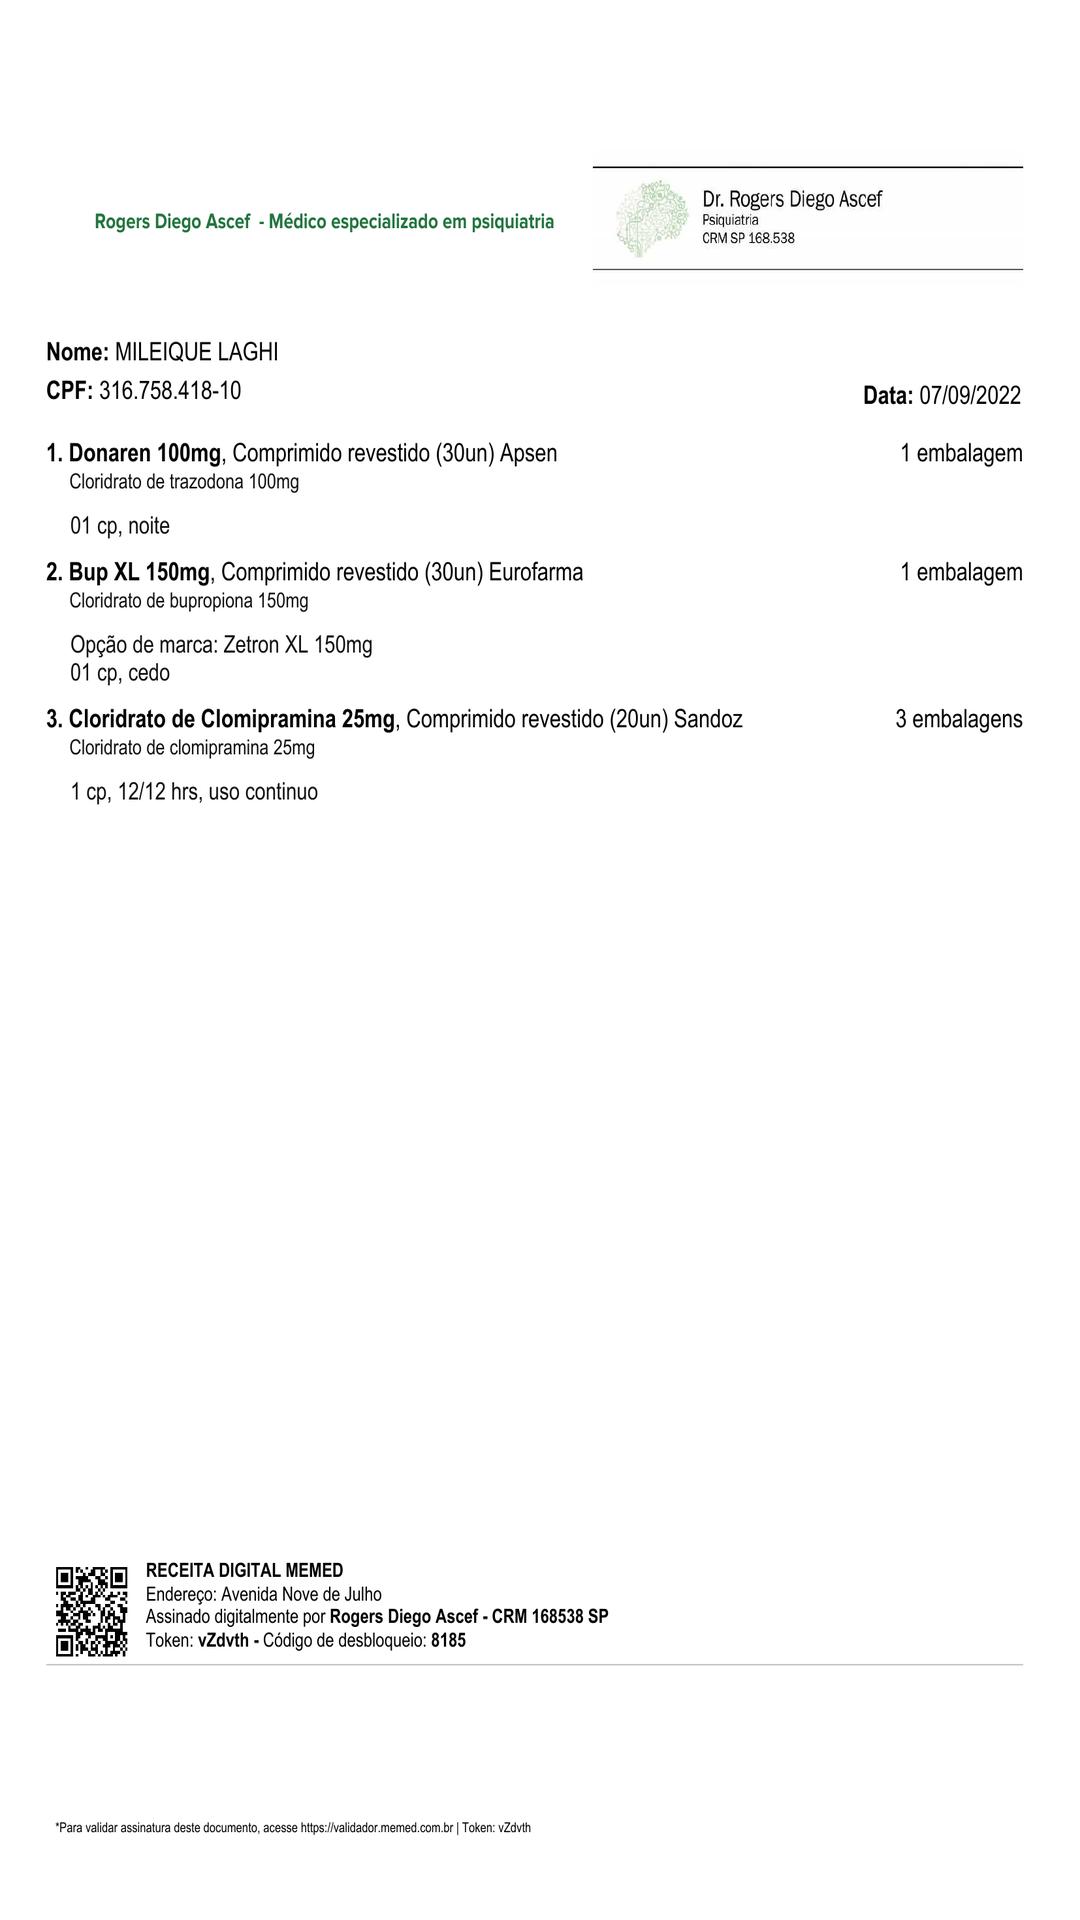 Rogers Diego Ascef - Médico especializado em psiquiatria
Dr. Rogers Diego Ascef
Psiquiatria
CRM SP 168.538
Nome: MILEIQUE LAGHI
CPF: 316.758.418-10
Data: 07/09/2022
1. Donaren 100mg, Comprimido revestido (30un) Apsen 1 embalagem
Cloridrato de trazodona 100mg
01 cp, noite
2. Bup XL 150mg, Comprimido revestido (30un) Eurofarma 1 embalagem
Cloridrato de bupropiona 150mg
Opção de marca: Zetron XL 150mg
01 cp, cedo
3. Cloridrato de Clomipramina 25mg, Comprimido revestido (20un) Sandoz 3 embalagens
Cloridrato de clomipramina 25mg
1 cp, 12/12 hrs, uso continuo
RECEITA DIGITAL MEMED
Endereço: Avenida Nove de Julho
Assinado digitalmente por Rogers Diego Ascef - CRM 168538 SP
Token: vZdvth - Código de desbloqueio: 8185
*Para validar assinatura deste documento, acesse https://validador.memed.com.br | Token: vZdvth